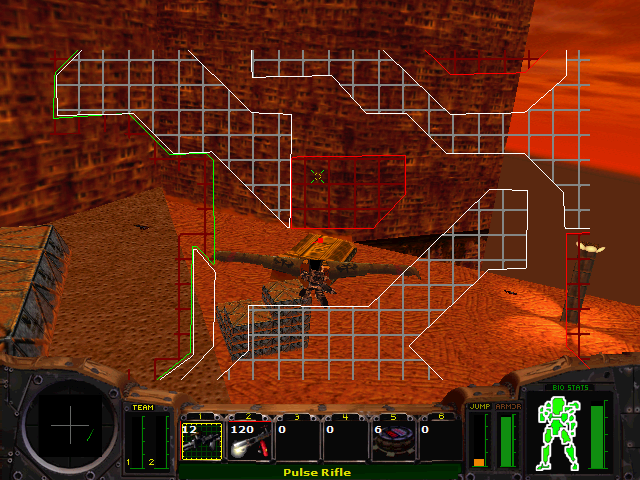 TEAM
1 2
1 2 3 4 5 6
12 120 0 0 6 0
Pulse Rifle
JUMP ARMOR
BIO STATS